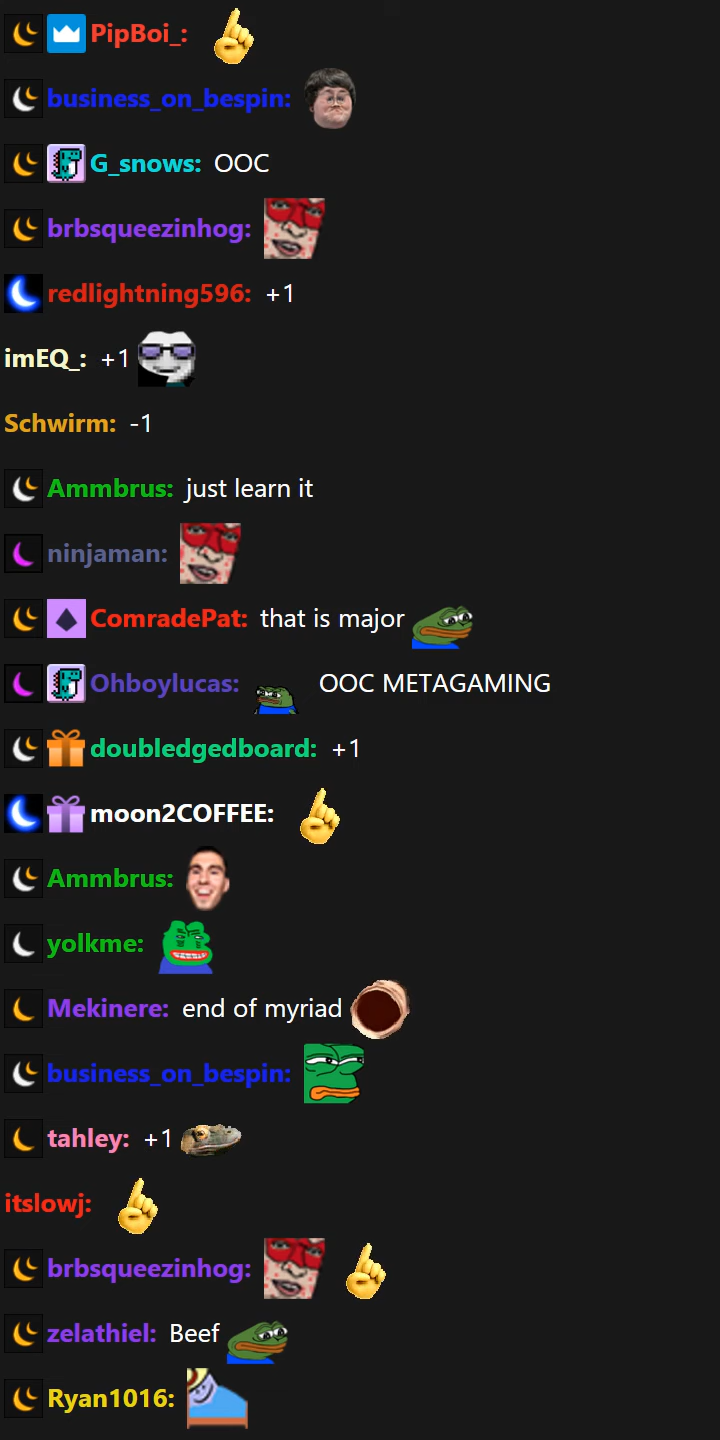 PipBoi_:
business_on_bespin:
G_snows: OOC
brbsqueezinhog:
redlightning596: +1
imEQ_: +1
Schwirm: -1
Ammbrus: just learn it
ninjaman:
ComradePat: that is major
Ohboylucas: OOC METAGAMING
doubledgedboard: +1
moon2COFFEE:
Ammbrus:
yolkme:
Mekinere: end of myriad
business_on_bespin:
tahley: +1
itslowj:
brbsqueezinhog:
zelathiel: Beef
Ryan1016: